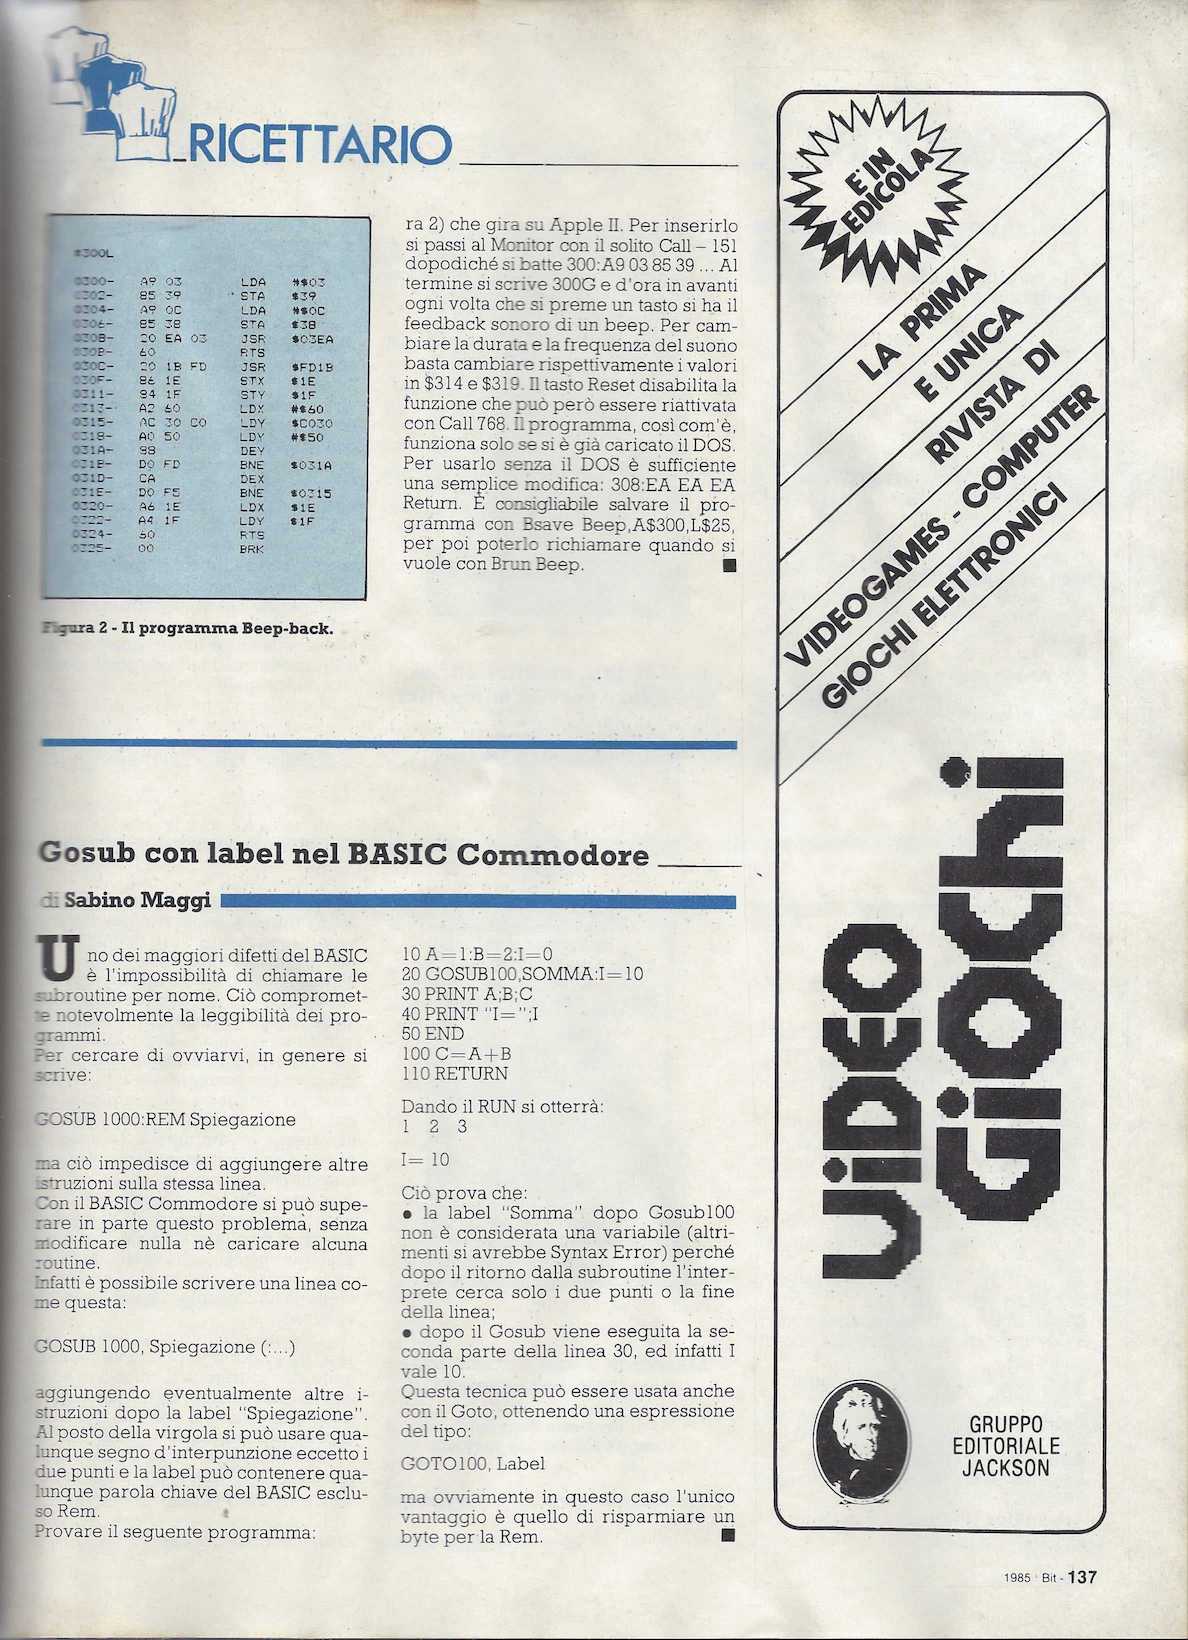 RICETTARIO
*300L
0300- A9 03 LDA #$03
0302- 85 39 STA $39
0304- A9 0C LDA #$0C
0306- 85 38 STA $38
0308- 20 EA 03 JSR $03EA
030B- 60 RTS
030C- 20 1B FD JSR $FD1B
030F- 86 1E STX $1E
0311- 84 1F STY $1F
0313- A2 60 LDX #$60
0315- AC 30 C0 LDY $C030
0318- A0 50 LDY #$50
031A- 88 DEY
031B- D0 FD BNE $031A
031D- CA DEX
031E- D0 F5 BNE $0315
0320- A6 1E LDX $1E
0322- A4 1F LDY $1F
0324- 60 RTS
0325- 00 BRK
Figura 2 - Il programma Beep-back.
ra 2) che gira su Apple II. Per inserirlo
si passi al Monitor con il solito Call – 151
dopodiché si batte 300:A9 03 85 39 ... Al
termine si scrive 300G e d'ora in avanti
ogni volta che si preme un tasto si ha il
feedback sonoro di un beep. Per cam-
biare la durata e la frequenza del suono
basta cambiare rispettivamente i valori
in $314 e $319. Il tasto Reset disabilita la
funzione che può però essere riattivata
con Call 768. Il programma, così com'è,
funziona solo se si è già caricato il DOS.
Per usarlo senza il DOS è sufficiente
una semplice modifica: 308:EA EA EA
Return. È consigliabile salvare il pro-
gramma con Bsave Beep,A$300,L$25,
per poi poterlo richiamare quando si
vuole con Brun Beep.
Gosub con label nel BASIC Commodore
di Sabino Maggi
Uno dei maggiori difetti del BASIC
è l'impossibilità di chiamare le
subroutine per nome. Ciò compromet-
te notevolmente la leggibilità dei pro-
grammi.
Per cercare di ovviarvi, in genere si
scrive:
GOSUB 1000:REM Spiegazione
ma ciò impedisce di aggiungere altre
istruzioni sulla stessa linea.
Con il BASIC Commodore si può supe-
rare in parte questo problema, senza
modificare nulla nè caricare alcuna
routine.
Infatti è possibile scrivere una linea co-
me questa:
GOSUB 1000, Spiegazione (:...)
aggiungendo eventualmente altre i-
struzioni dopo la label "Spiegazione".
Al posto della virgola si può usare qua-
lunque segno d'interpunzione eccetto i
due punti e la label può contenere qua-
lunque parola chiave del BASIC esclu-
so Rem.
Provare il seguente programma:
10 A=1:B=2:I=0
20 GOSUB100,SOMMA:I=10
30 PRINT A;B;C
40 PRINT "I=";I
50 END
100 C=A+B
110 RETURN
Dando il RUN si otterrà:
1 2 3
I= 10
Ciò prova che:
● la label "Somma" dopo Gosub100
non è considerata una variabile (altri-
menti si avrebbe Syntax Error) perché
dopo il ritorno dalla subroutine l'inter-
prete cerca solo i due punti o la fine
della linea;
● dopo il Gosub viene eseguita la se-
conda parte della linea 30, ed infatti I
vale 10.
Questa tecnica può essere usata anche
con il Goto, ottenendo una espressione
del tipo:
GOTO100, Label
ma ovviamente in questo caso l'unico
vantaggio è quello di risparmiare un
byte per la Rem.
E' IN
EDICOLA
LA PRIMA
E UNICA
RIVISTA DI
VIDEOGAMES - COMPUTER
GIOCHI ELETTRONICI
VIDEO
GIOCHI
GRUPPO
EDITORIALE
JACKSON
1985 · Bit - 137